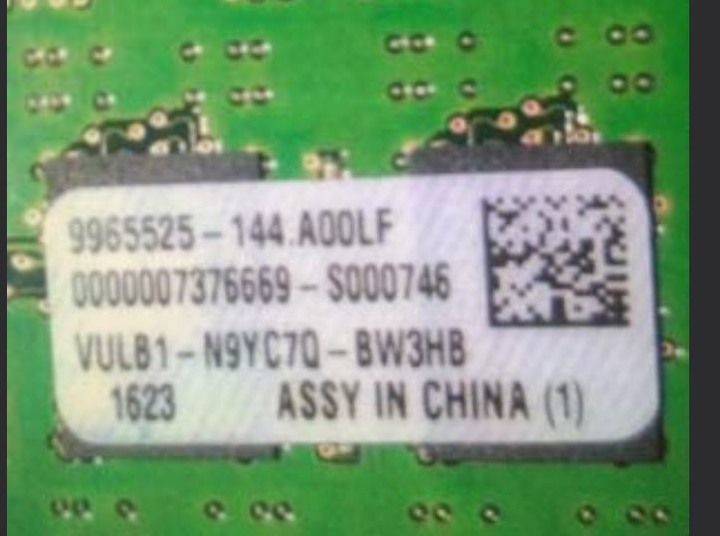 9965525-144.A00LF
0000007376669-S000746
VULB1-N9YC7Q-BW3HB
1623 ASSY IN CHINA (1)